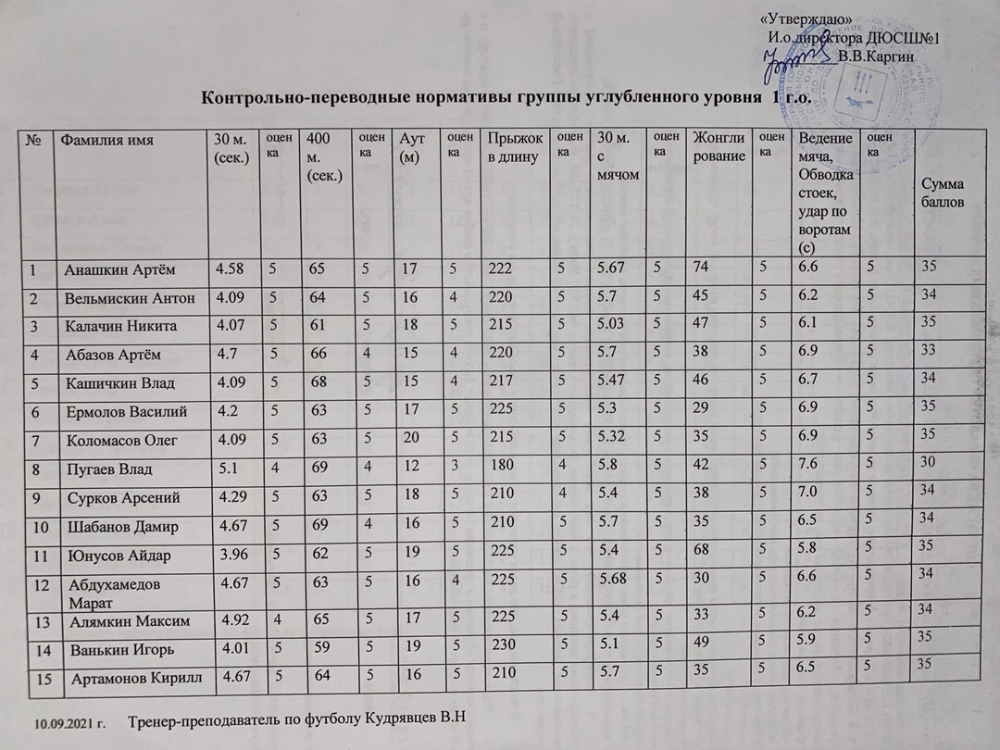 «Утверждаю»
И.о.директора ДЮСШ№1
В.В.Каргин
Контрольно-переводные нормативы группы углубленного уровня 1 г.о.
№ Фамилия имя 30 м. (сек.) оцен ка 400 м. (сек.) оцен ка Аут (м) оцен ка Прыжок в длину оцен ка 30 м. с мячом оцен ка Жонгли рование оцен ка Ведение мяча, Обводка стоек, удар по воротам (с) оцен ка Сумма баллов
1 Анашкин Артём 4.58 5 65 5 17 5 222 5 5.67 5 74 5 6.6 5 35
2 Вельмискин Антон 4.09 5 64 5 16 4 220 5 5.7 5 45 5 6.2 5 34
3 Калачин Никита 4.07 5 61 5 18 5 215 5 5.03 5 47 5 6.1 5 35
4 Абазов Артём 4.7 5 66 4 15 4 220 5 5.7 5 38 5 6.9 5 33
5 Кашичкин Влад 4.09 5 68 5 15 4 217 5 5.47 5 46 5 6.7 5 34
6 Ермолов Василий 4.2 5 63 5 17 5 225 5 5.3 5 29 5 6.9 5 35
7 Коломасов Олег 4.09 5 63 5 20 5 215 5 5.32 5 35 5 6.9 5 35
8 Пугаев Влад 5.1 4 69 4 12 3 180 4 5.8 5 42 5 7.6 5 30
9 Сурков Арсений 4.29 5 63 5 18 5 210 4 5.4 5 38 5 7.0 5 34
10 Шабанов Дамир 4.67 5 69 4 16 5 210 5 5.7 5 35 5 6.5 5 34
11 Юнусов Айдар 3.96 5 62 5 19 5 225 5 5.4 5 68 5 5.8 5 35
12 Абдухамедов Марат 4.67 5 63 5 16 4 225 5 5.68 5 30 5 6.6 5 34
13 Алямкин Максим 4.92 4 65 5 17 5 225 5 5.4 5 33 5 6.2 5 34
14 Ванькин Игорь 4.01 5 59 5 19 5 230 5 5.1 5 49 5 5.9 5 35
15 Артамонов Кирилл 4.67 5 64 5 16 5 210 5 5.7 5 35 5 6.5 5 35
10.09.2021 г. Тренер-преподаватель по футболу Кудрявцев В.Н